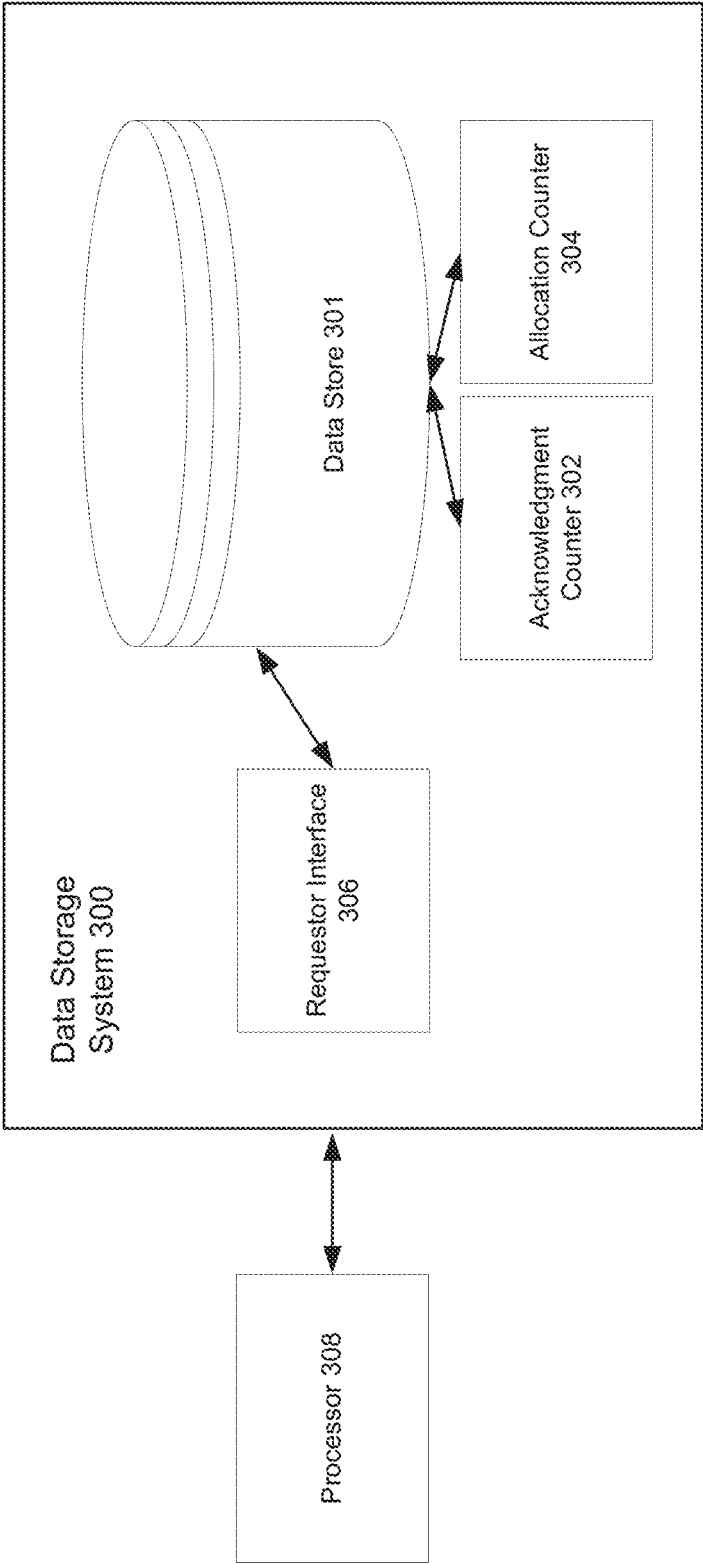 Data Storage
System 300
Processor 308
Requestor Interface
306
Data Store 301
Acknowledgment
Counter 302
Allocation Counter
304